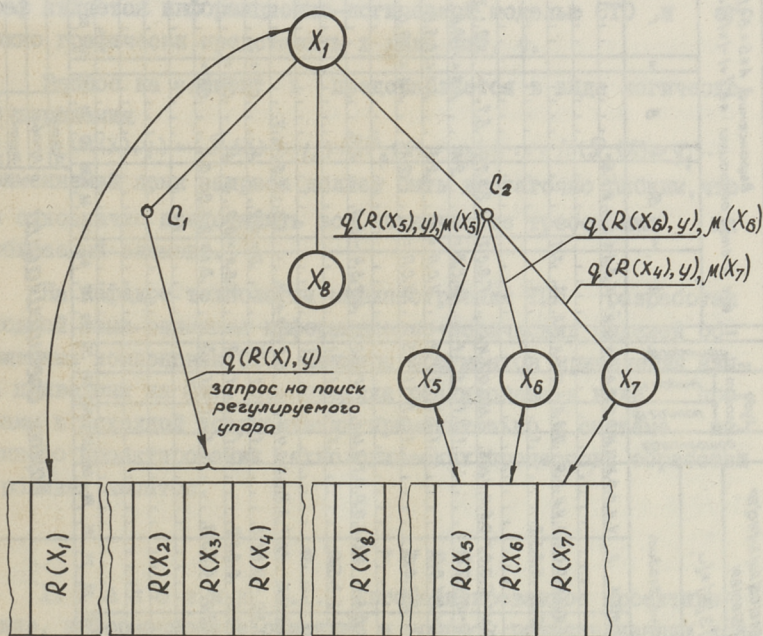 X₁
C₁
C₂
q(R(X₅),y),μ(X₅)
q(R(X₆),y),μ(X₆)
q(R(X₄),y),μ(X₇)
X₈
q(R(X),y)
запрос на поиск
регулируемого
упора
X₅
X₆
X₇
R(X₁)
R(X₂)
R(X₃)
R(X₄)
R(X₈)
R(X₅)
R(X₆)
R(X₇)